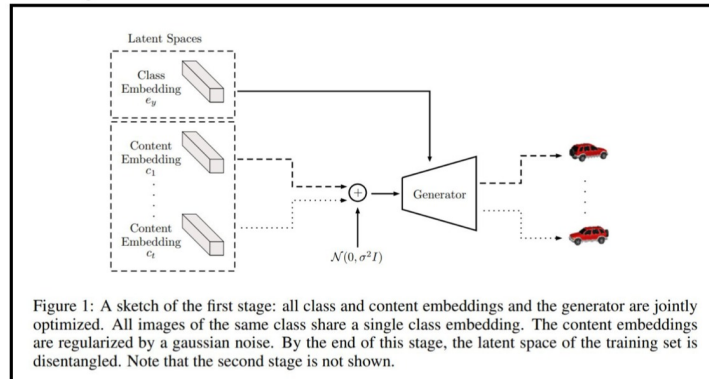 Latent Spaces
Class
Embedding
e_y
Content
Embedding
c_1
Content
Embedding
c_t
+
N(0, σ²I)
Generator
Figure 1: A sketch of the first stage: all class and content embeddings and the generator are jointly
optimized. All images of the same class share a single class embedding. The content embeddings
are regularized by a gaussian noise. By the end of this stage, the latent space of the training set is
disentangled. Note that the second stage is not shown.